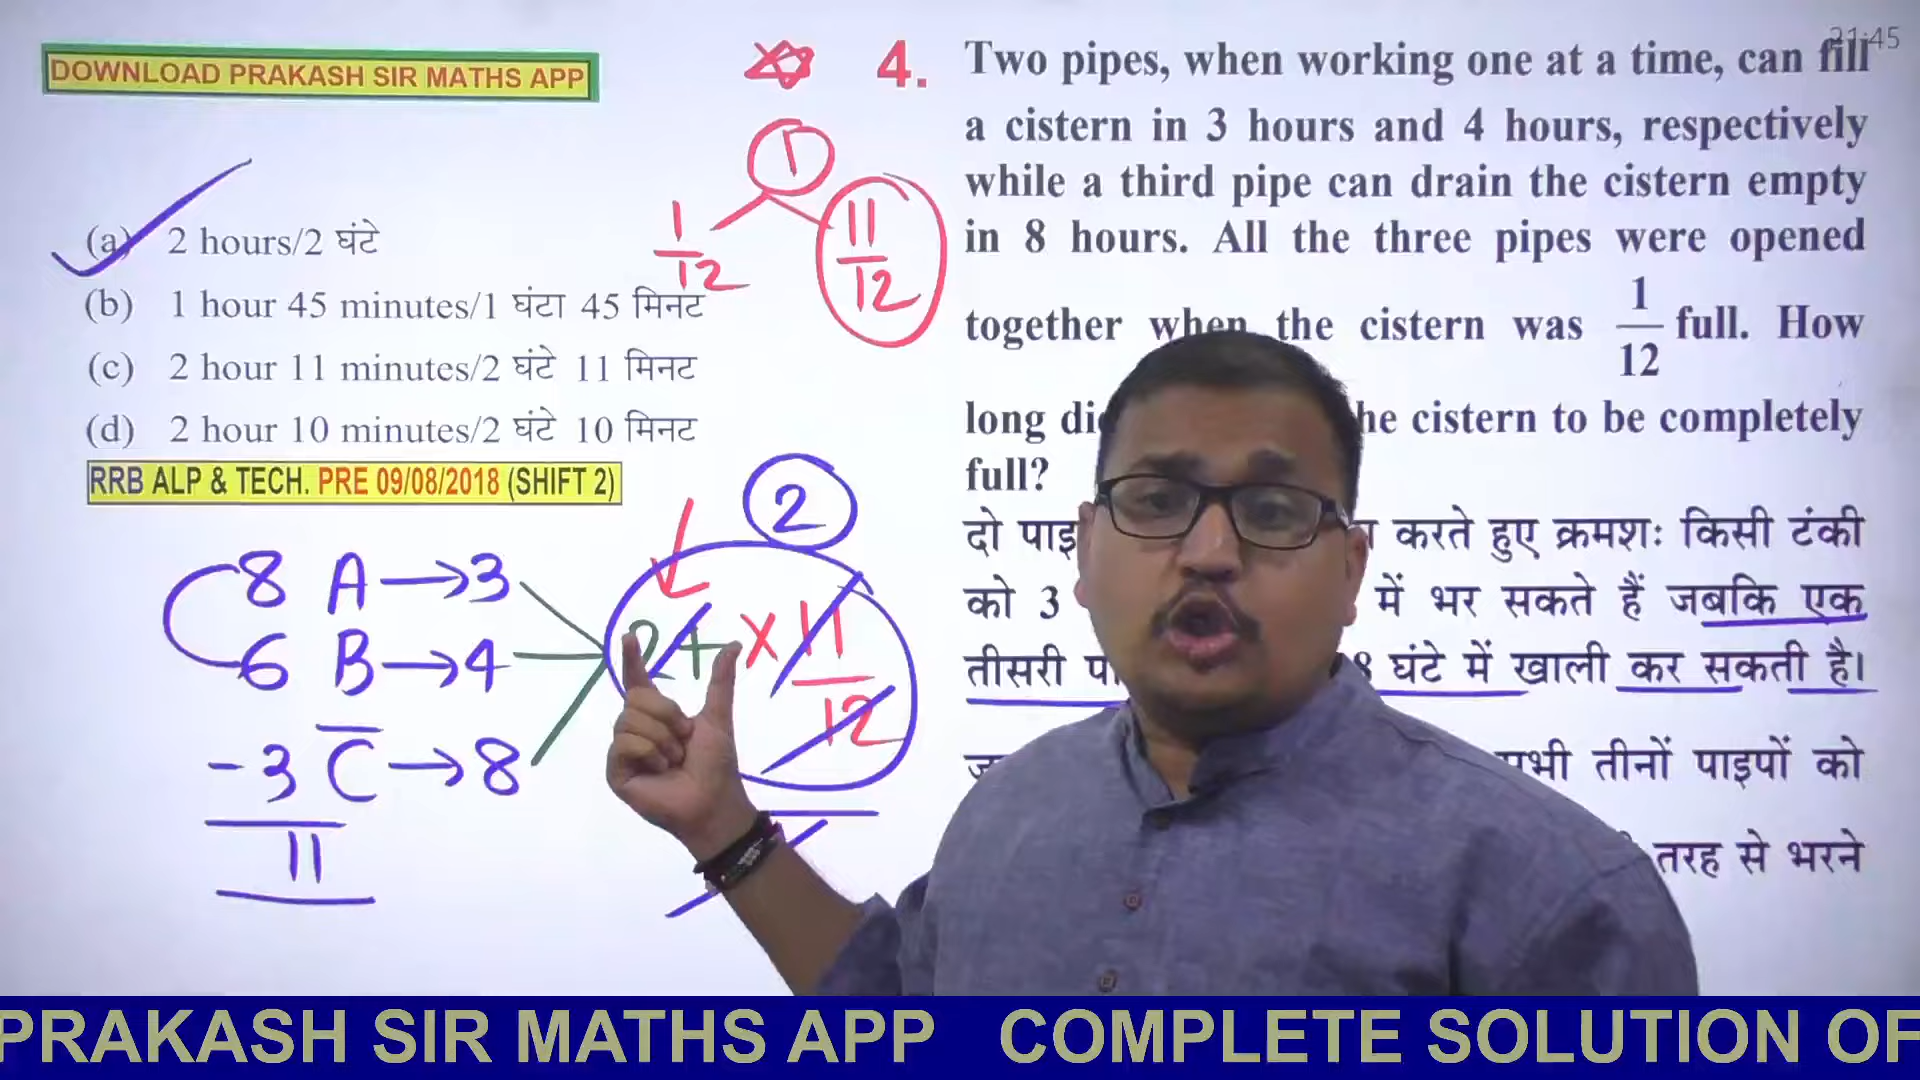 DOWNLOAD PRAKASH SIR MATHS APP
(a) 2 hours/2 घंटे
(b) 1 hour 45 minutes/1 घंटा 45 मिनट
(c) 2 hour 11 minutes/2 घंटे 11 मिनट
(d) 2 hour 10 minutes/2 घंटे 10 मिनट
RRB ALP & TECH. PRE 09/08/2018 (SHIFT 2)
1
1/12 11/12
2
8 A→3
6 B→4
-3 C→8
11
24 × 11/12
21:45
4. Two pipes, when working one at a time, can fill
a cistern in 3 hours and 4 hours, respectively
while a third pipe can drain the cistern empty
in 8 hours. All the three pipes were opened
together when the cistern was 1/12 full. How
long he cistern to be completely
full?
दो करते हुए क्रमशः किसी टंकी
को 3 में भर सकते हैं जबकि एक
तीसरी 8 घंटे में खाली कर सकती है।
तीनों पाइपों को
तरह से भरने
PRAKASH SIR MATHS APP COMPLETE SOLUTION OF